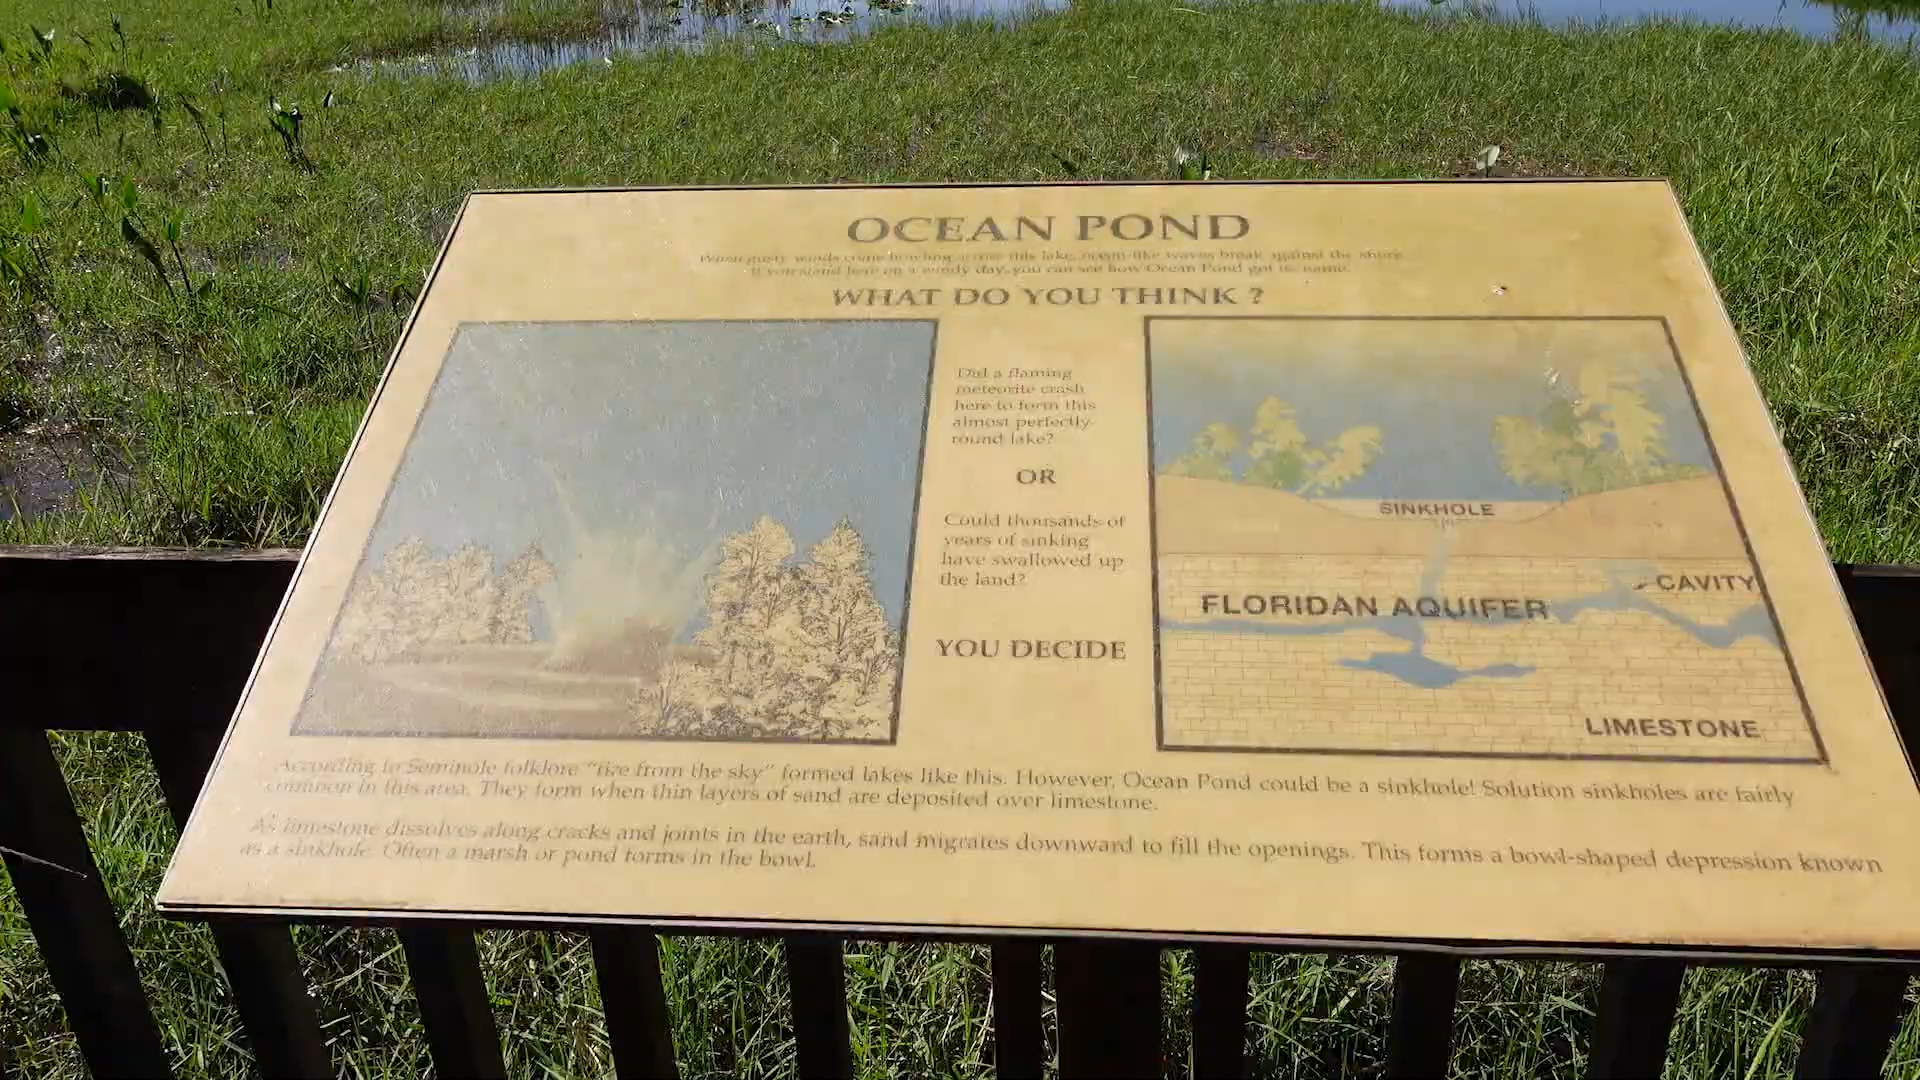 OCEAN POND
When gusty winds come howling across this lake, ocean-like waves break against the shore.
If you stand here on a windy day, you can see how Ocean Pond got its name.
WHAT DO YOU THINK ?
Did a flaming
meteorite crash
here to form this
almost perfectly
round lake?
OR
Could thousands of
years of sinking
have swallowed up
the land?
YOU DECIDE
SINKHOLE
CAVITY
FLORIDAN AQUIFER
LIMESTONE
According to Seminole folklore "fire from the sky" formed lakes like this. However, Ocean Pond could be a sinkhole! Solution sinkholes are fairly
common in this area. They form when thin layers of sand are deposited over limestone.
As limestone dissolves along cracks and joints in the earth, sand migrates downward to fill the openings. This forms a bowl-shaped depression known
as a sinkhole. Often a marsh or pond forms in the bowl.